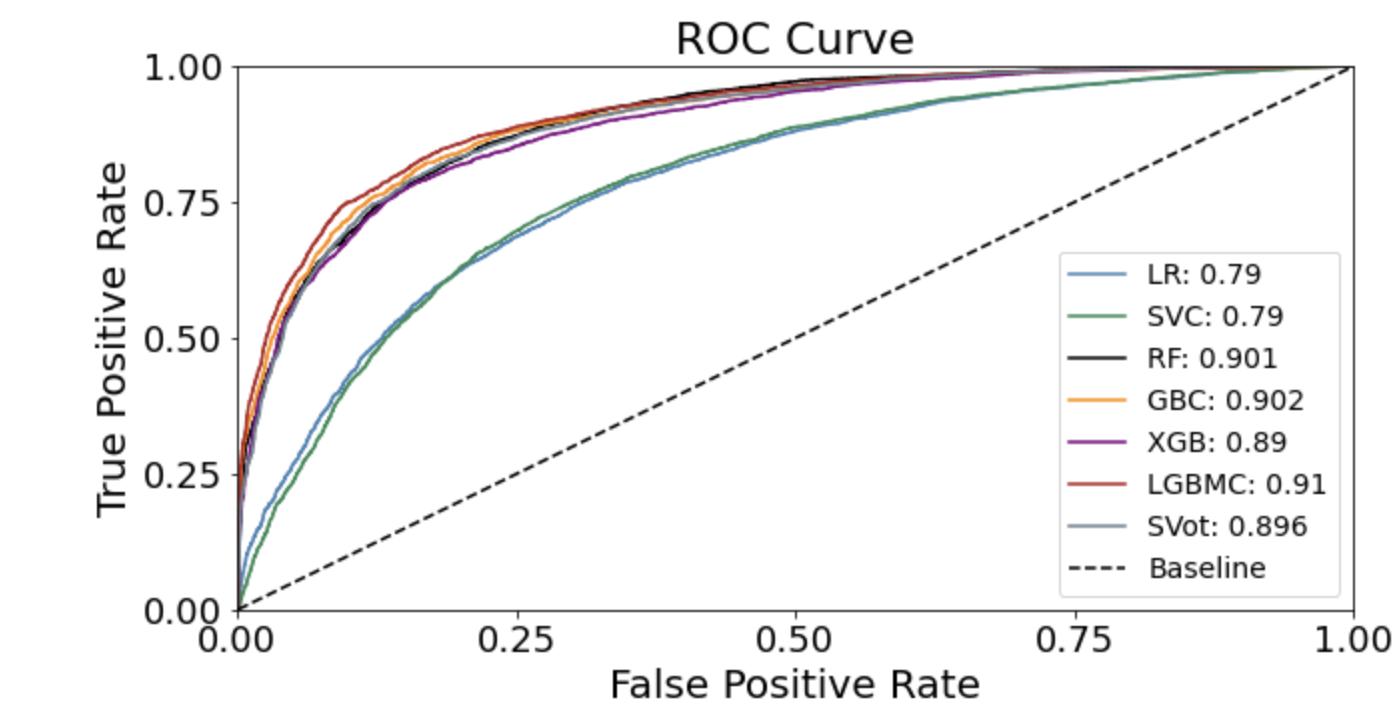 ROC Curve
1.00
0.75
0.50
0.25
0.00
True Positive Rate
LR: 0.79
SVC: 0.79
RF: 0.901
GBC: 0.902
XGB: 0.89
LGBMC: 0.91
SVot: 0.896
Baseline
0.00 0.25 0.50 0.75 1.00
False Positive Rate